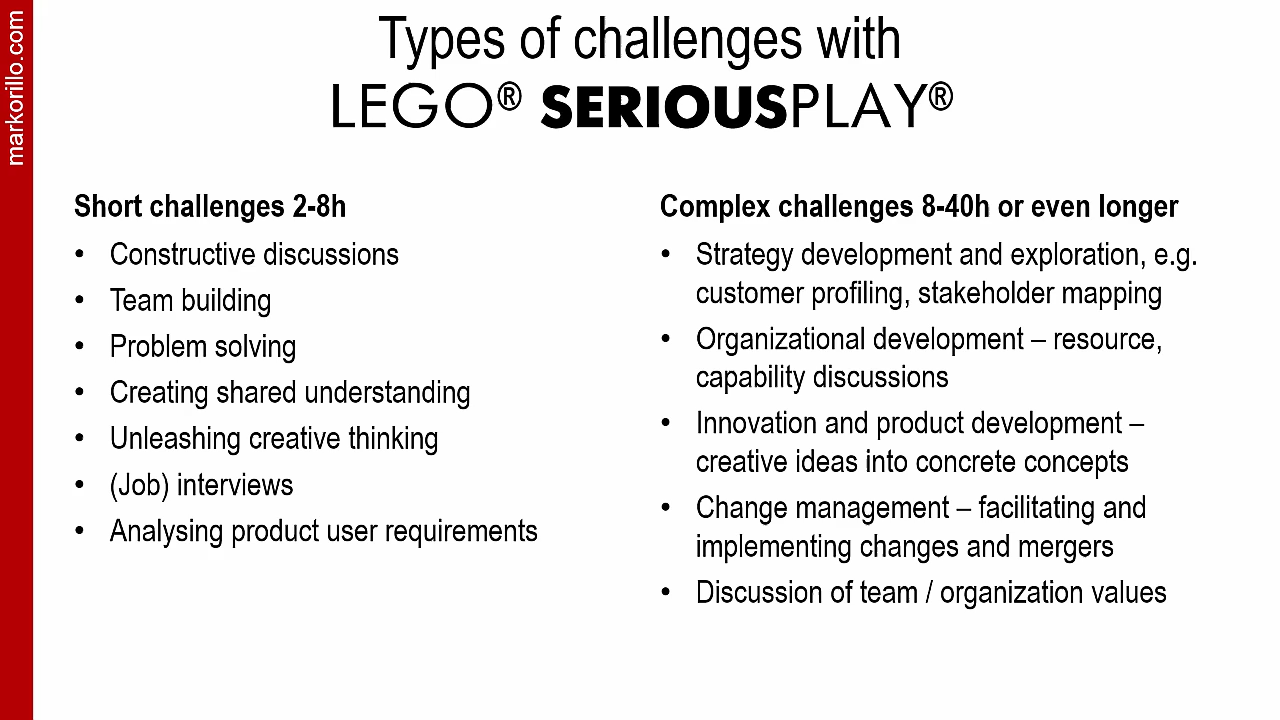 markorillo.com
Types of challenges with
LEGO® SERIOUSPLAY®
Short challenges 2-8h
• Constructive discussions
• Team building
• Problem solving
• Creating shared understanding
• Unleashing creative thinking
• (Job) interviews
• Analysing product user requirements
Complex challenges 8-40h or even longer
• Strategy development and exploration, e.g.
customer profiling, stakeholder mapping
• Organizational development – resource,
capability discussions
• Innovation and product development –
creative ideas into concrete concepts
• Change management – facilitating and
implementing changes and mergers
• Discussion of team / organization values